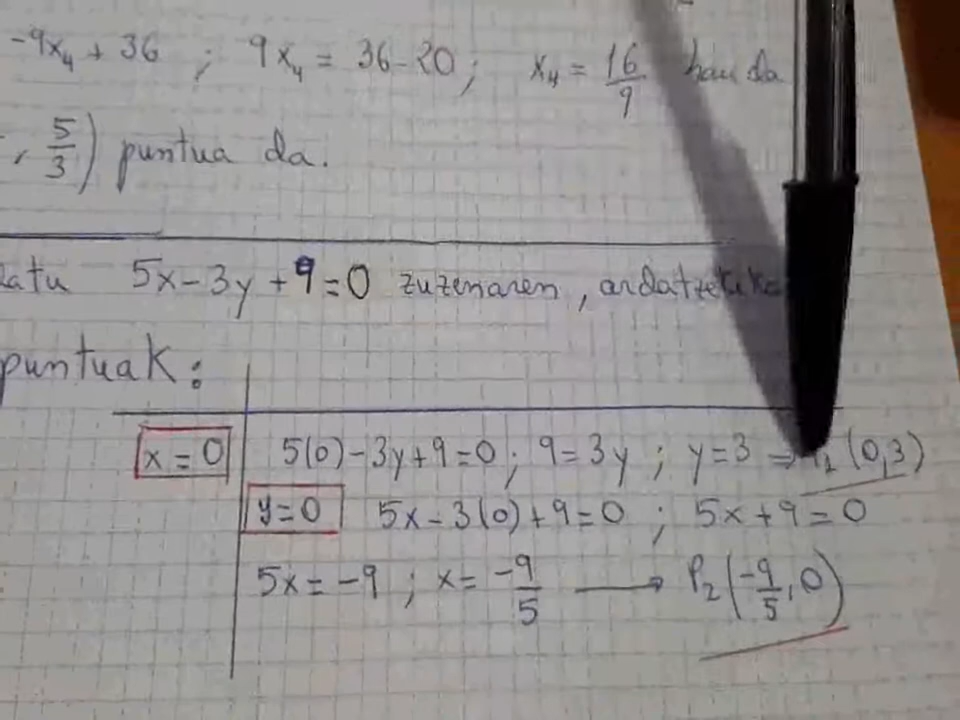 -9x₄ + 36 ; 9x₄ = 36-20; x₄ = 16/9 hau da
, 5/3) puntua da.
5x-3y+9=0 zuzenaren,
puntuak:
x=0 5(0)-3y+9=0; 9=3y ; y=3 ⇒ (0,3)
y=0 5x-3(0)+9=0 ; 5x+9=0
5x=-9 ; x= -9/5 → P₂(-9/5, 0)